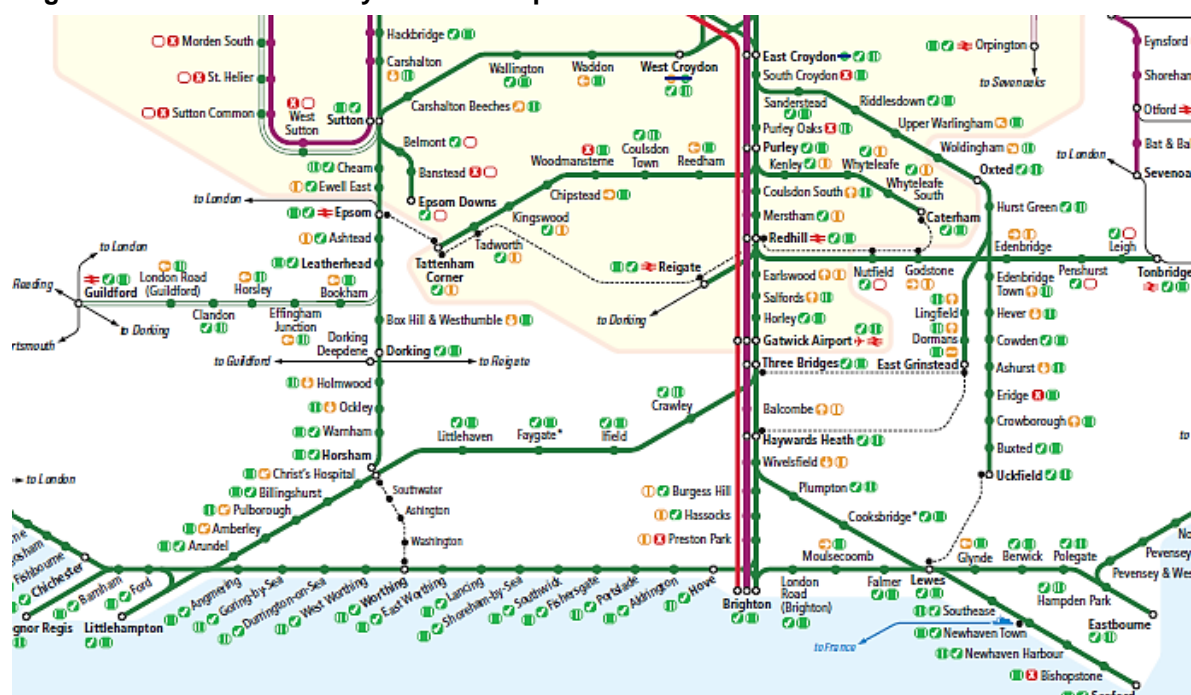 Hackbridge
Morden South
Carshalton
St. Helier
Sutton Common
West
Sutton
Sutton
Carshalton Beeches
Wallington
Waddon
West Croydon
East Croydon
South Croydon
Sanderstead
Riddlesdown
Purley Oaks
Upper Warlingham
Purley
Woldingham
Oxted
Orpington
to Sevenoaks
Eynsford
Otford
to London
Belmont
Banstead
Epsom Downs
Cheam
Ewell East
to London
Epsom
Ashtead
Leatherhead
Woodmansterne
Coulsdon
Town
Reedham
Chipstead
Kingswood
Tadworth
Tattenham
Corner
Kenley
Whyteleafe
Whyteleafe
South
Caterham
Coulsdon South
Merstham
Redhill
Reigate
to Dorking
Hurst Green
Edenbridge
Leigh
Penshurst
Tonbridge
Nutfield
Godstone
Edenbridge
Town
Earlswood
Salfords
Horley
Gatwick Airport
Three Bridges
Lingfield
Dormans
East Grinstead
Hever
Cowden
Ashurst
Eridge
Crowborough
Buxted
Uckfield
to London
Reading
Guildford
London Road
(Guildford)
Horsley
Bookham
Clandon
Effingham
Junction
to Dorking
Box Hill & Westhumble
Dorking
Deepdene
Dorking
to Guildford
to Reigate
Holmwood
Ockley
Warnham
Horsham
Christ's Hospital
Billingshurst
Pulborough
Amberley
Arundel
to London
Littlehaven
Faygate*
Ifield
Crawley
Balcombe
Haywards Heath
Wivelsfield
Burgess Hill
Hassocks
Preston Park
Plumpton
Cooksbridge*
Southwater
Ashington
Washington
Fishbourne
Chichester
Barnham
Ford
Littlehampton
Angmering
Goring-by-Sea
Durrington-on-Sea
West Worthing
Worthing
East Worthing
Lancing
Shoreham-by-Sea
Southwick
Fishersgate
Portslade
Aldrington
Hove
Brighton
Moulsecoomb
London
Road
(Brighton)
Falmer
Lewes
Glynde
Berwick
Polegate
Hampden Park
Eastbourne
Southease
Newhaven Town
Newhaven Harbour
Bishopstone
to France